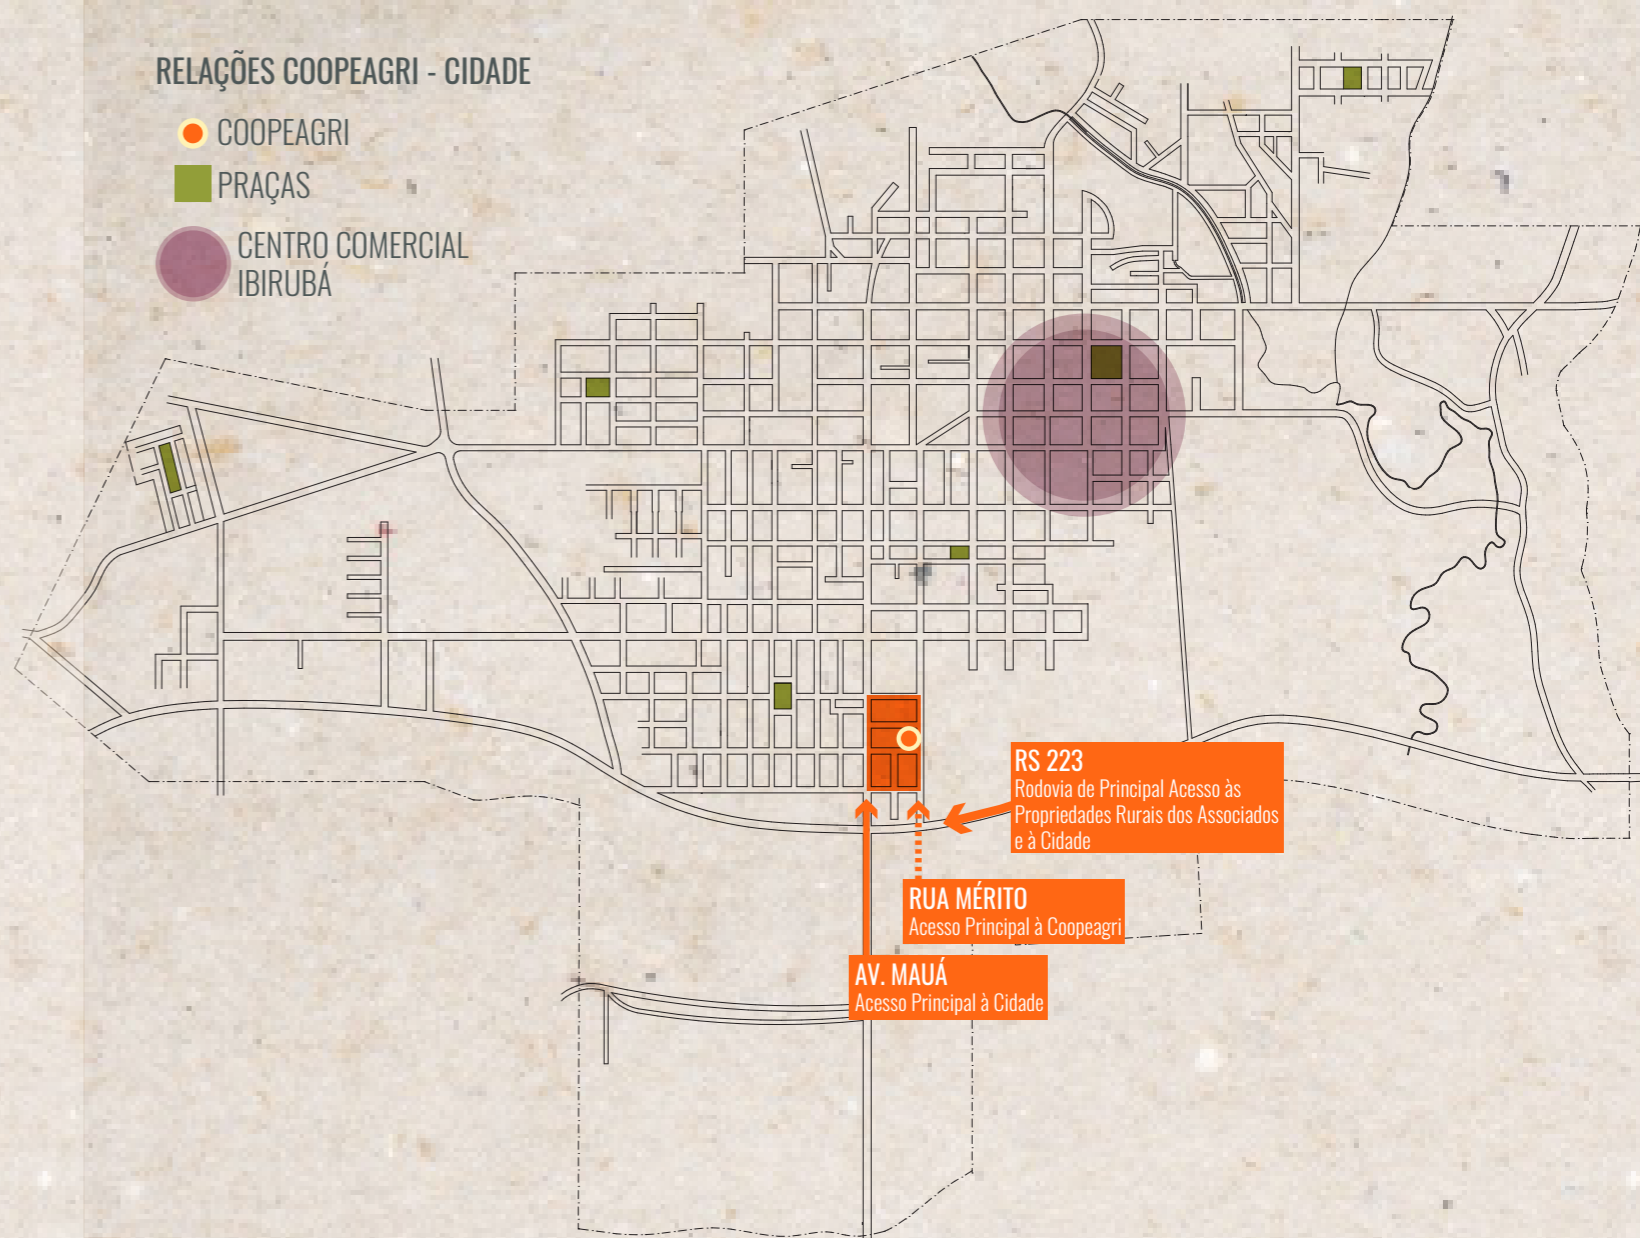 RELAÇÕES COOPEAGRI - CIDADE
COOPEAGRI
PRAÇAS
CENTRO COMERCIAL
IBIRUBÁ
RS 223
Rodovia de Principal Acesso às
Propriedades Rurais dos Associados
e à Cidade
RUA MÉRITO
Acesso Principal à Coopeagri
AV. MAUÁ
Acesso Principal à Cidade